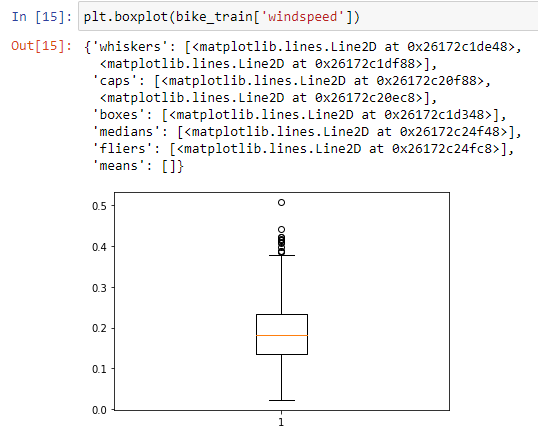 In [15]: plt.boxplot(bike_train['windspeed'])
Out[15]: {'whiskers': [<matplotlib.lines.Line2D at 0x26172c1de48>,
<matplotlib.lines.Line2D at 0x26172c1df88>],
'caps': [<matplotlib.lines.Line2D at 0x26172c20f88>,
<matplotlib.lines.Line2D at 0x26172c20ec8>],
'boxes': [<matplotlib.lines.Line2D at 0x26172c1d348>],
'medians': [<matplotlib.lines.Line2D at 0x26172c24f48>],
'fliers': [<matplotlib.lines.Line2D at 0x26172c24fc8>],
'means': []}
0.5
0.4
0.3
0.2
0.1
0.0
1